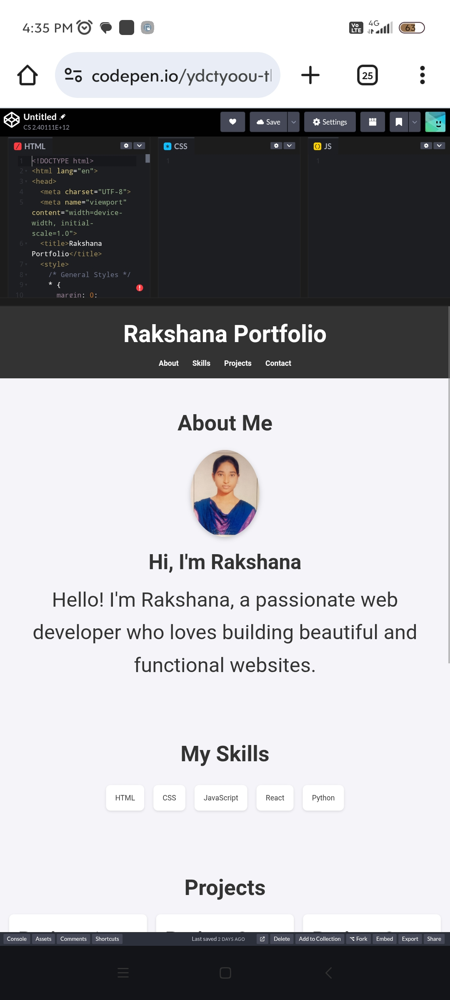 4:35 PM
Vo LTE 4G 63
codepen.io/ydctyoou-t
25
Untitled
CS 2.40111E+12
Save
Settings
HTML
CSS
JS
1 <!DOCTYPE html>
2 <html lang="en">
3 <head>
4 <meta charset="UTF-8">
5 <meta name="viewport"
content="width=device-
width, initial-
scale=1.0">
6 <title>Rakshana
Portfolio</title>
7 <style>
8 /* General Styles */
9 * {
10 margin: 0;
1
1
Rakshana Portfolio
About Skills Projects Contact
About Me
Hi, I'm Rakshana
Hello! I'm Rakshana, a passionate web
developer who loves building beautiful and
functional websites.
My Skills
HTML CSS JavaScript React Python
Projects
Console Assets Comments Shortcuts Last saved 2 DAYS AGO Delete Add to Collection Fork Embed Export Share